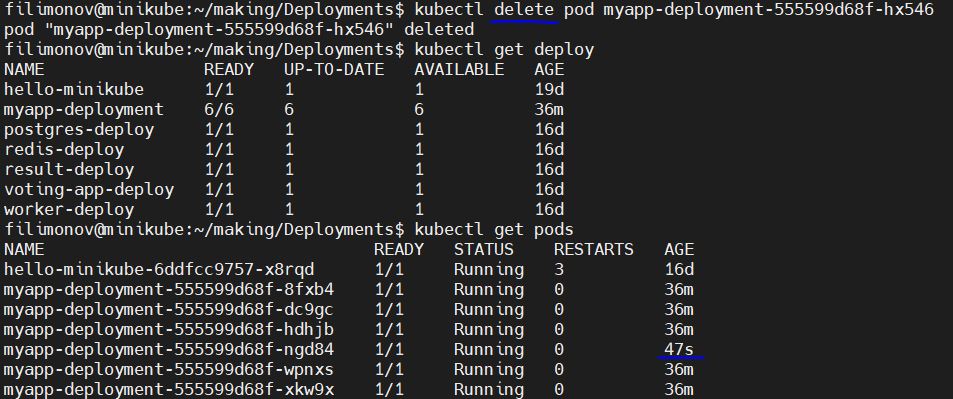 filimonov@minikube:~/making/Deployments$ kubectl delete pod myapp-deployment-555599d68f-hx546
pod "myapp-deployment-555599d68f-hx546" deleted
filimonov@minikube:~/making/Deployments$ kubectl get deploy
NAME READY UP-TO-DATE AVAILABLE AGE
hello-minikube 1/1 1 1 19d
myapp-deployment 6/6 6 6 36m
postgres-deploy 1/1 1 1 16d
redis-deploy 1/1 1 1 16d
result-deploy 1/1 1 1 16d
voting-app-deploy 1/1 1 1 16d
worker-deploy 1/1 1 1 16d
filimonov@minikube:~/making/Deployments$ kubectl get pods
NAME READY STATUS RESTARTS AGE
hello-minikube-6ddfcc9757-x8rqd 1/1 Running 3 16d
myapp-deployment-555599d68f-8fxb4 1/1 Running 0 36m
myapp-deployment-555599d68f-dc9gc 1/1 Running 0 36m
myapp-deployment-555599d68f-hdhjb 1/1 Running 0 36m
myapp-deployment-555599d68f-ngd84 1/1 Running 0 47s
myapp-deployment-555599d68f-wpnxs 1/1 Running 0 36m
myapp-deployment-555599d68f-xkw9x 1/1 Running 0 36m